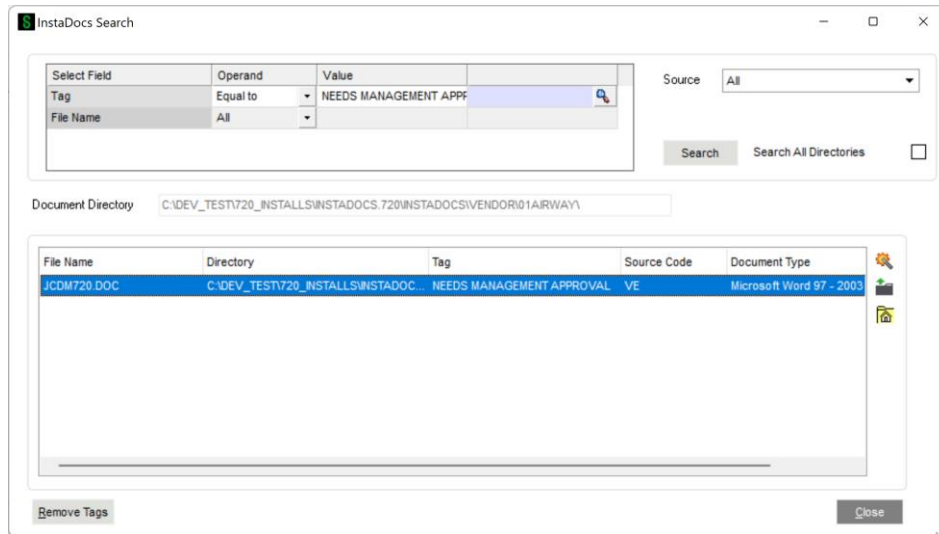 InstaDocs Search
Select Field Operand Value
Tag Equal to NEEDS MANAGEMENT APPR
File Name All
Source All
Search Search All Directories
Document Directory C:\DEV_TEST\720_INSTALLS\INSTADOCS.720\INSTADOCS\VENDOR\01AIRWAY\
File Name Directory Tag Source Code Document Type
JCDM720.DOC C:\DEV_TEST\720_INSTALLS\INSTADOC... NEEDS MANAGEMENT APPROVAL VE Microsoft Word 97 - 2003
Remove Tags Close